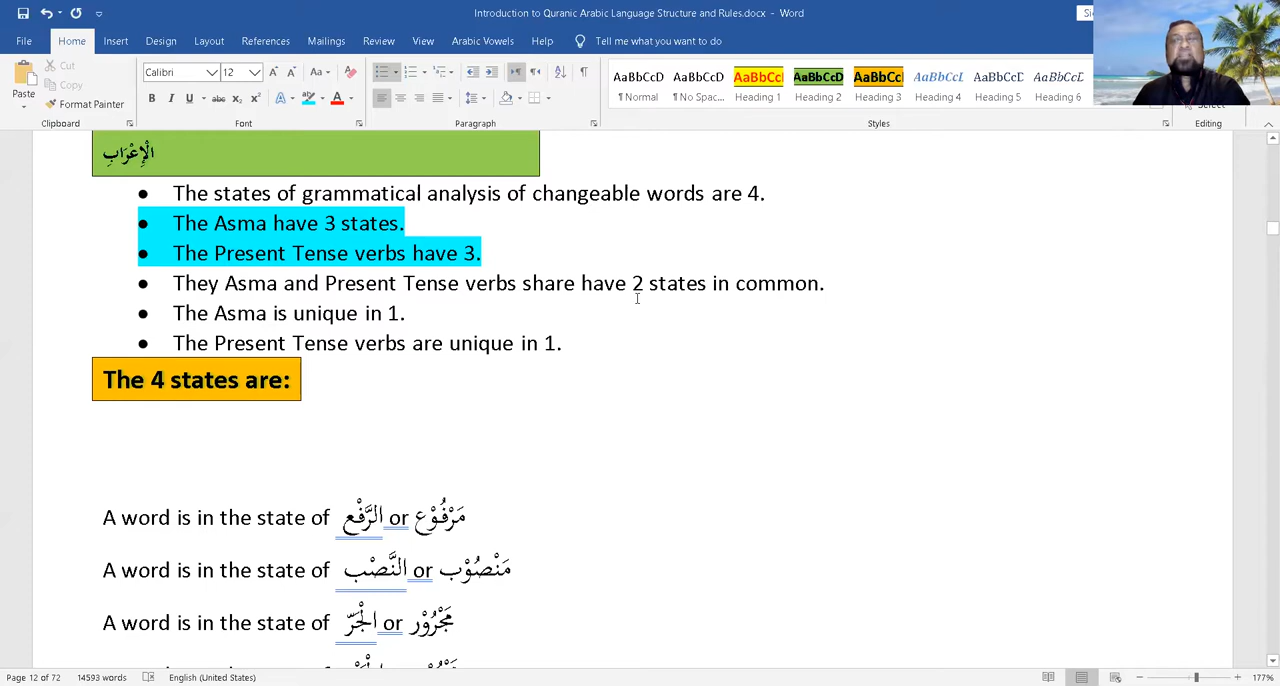 Introduction to Quranic Arabic Language Structure and Rules.docx - Word
File Home Insert Design Layout References Mailings Review View Arabic Vowels Help Tell me what you want to do
Paste
Cut
Copy
Format Painter
Calibri 12
B I U
AaBbCcD AaBbCcD AaBbCcI AaBbCcD AaBbCcI AaBbCcL AaBbCcD AaBbCcD
¶ Normal ¶ No Spac... Heading 1 Heading 2 Heading 3 Heading 4 Heading 5 Heading 6
Clipboard Font Paragraph Styles Editing
الْإِعْرَابِ
• The states of grammatical analysis of changeable words are 4.
• The Asma have 3 states.
• The Present Tense verbs have 3.
• They Asma and Present Tense verbs share have 2 states in common.
• The Asma is unique in 1.
• The Present Tense verbs are unique in 1.
The 4 states are:
A word is in the state of الرَّفْع or مَرْفُوْع
A word is in the state of النَّصْب or مَنْصُوْب
A word is in the state of الْجَرّ or مَجْرُوْر
Page 12 of 72 14593 words English (United States) 177%